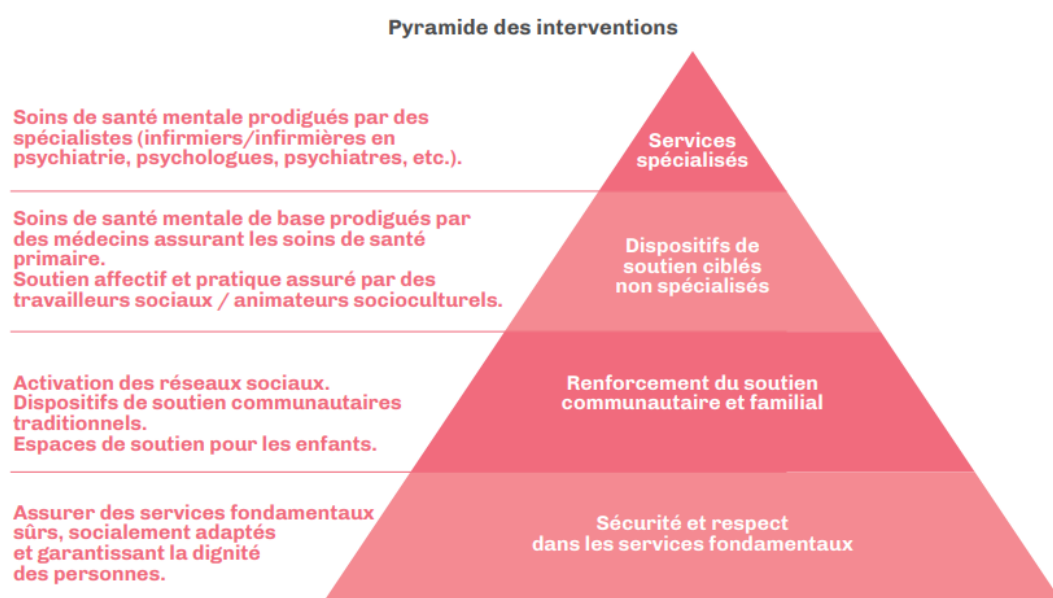 Pyramide des interventions
Soins de santé mentale prodigués par des
spécialistes (infirmiers/infirmières en
psychiatrie, psychologues, psychiatres, etc.).
Services
spécialisés
Soins de santé mentale de base prodigués par
des médecins assurant les soins de santé
primaire.
Soutien affectif et pratique assuré par des
travailleurs sociaux / animateurs socioculturels.
Dispositifs de
soutien ciblés
non spécialisés
Activation des réseaux sociaux.
Dispositifs de soutien communautaires
traditionnels.
Espaces de soutien pour les enfants.
Renforcement du soutien
communautaire et familial
Assurer des services fondamentaux
sûrs, socialement adaptés
et garantissant la dignité
des personnes.
Sécurité et respect
dans les services fondamentaux